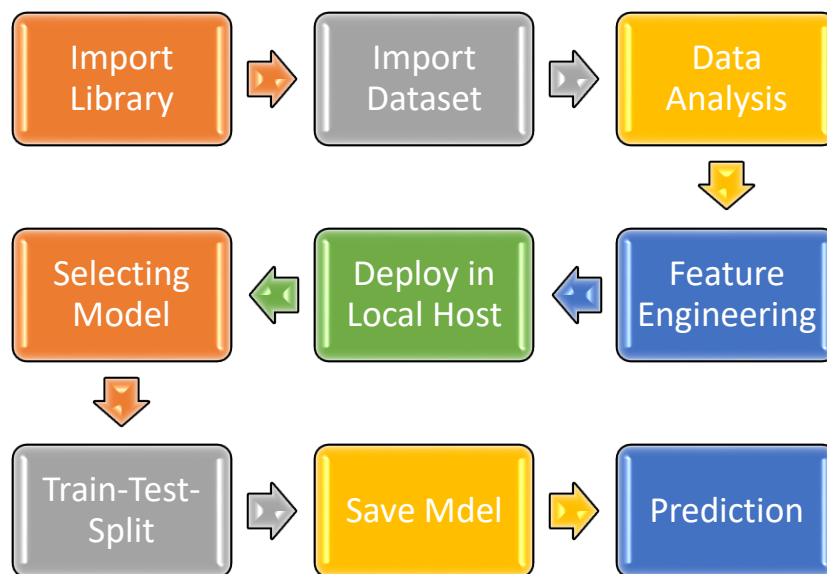 Import
Library
Import
Dataset
Data
Analysis
Feature
Engineering
Deploy in
Local Host
Selecting
Model
Train-Test-
Split
Save Mdel
Prediction